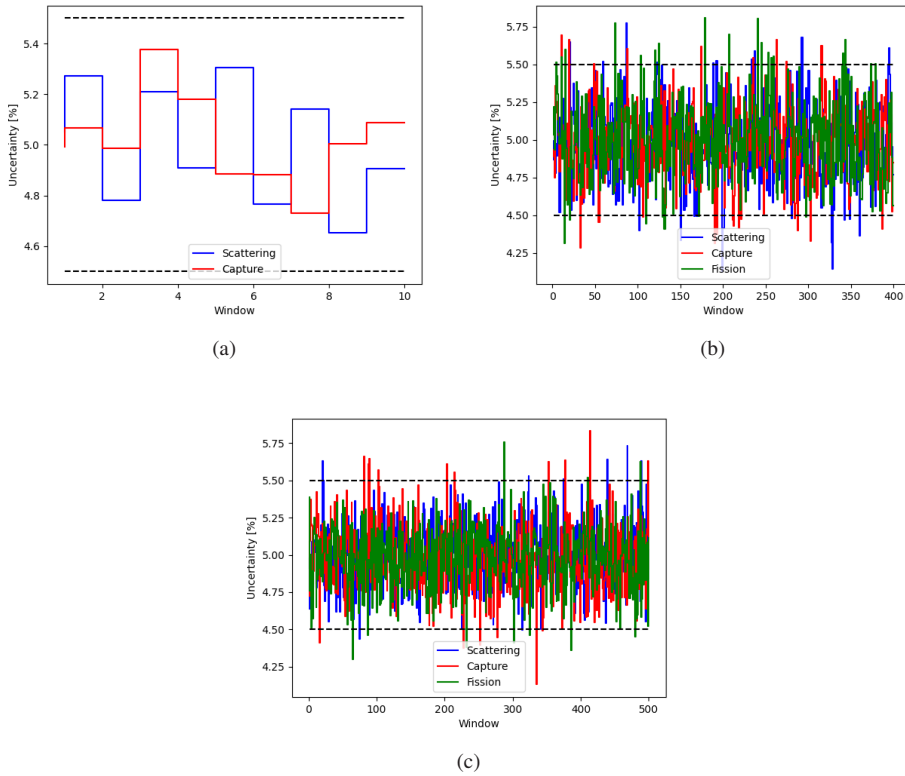 Uncertainty [%]
5.4
5.2
5.0
4.8
4.6
Scattering
Capture
2 4 6 8 10
Window
(a)
Uncertainty [%]
5.75
5.50
5.25
5.00
4.75
4.50
4.25
Scattering
Capture
Fission
0 50 100 150 200 250 300 350 400
Window
(b)
Uncertainty [%]
5.75
5.50
5.25
5.00
4.75
4.50
4.25
Scattering
Capture
Fission
0 100 200 300 400 500
Window
(c)